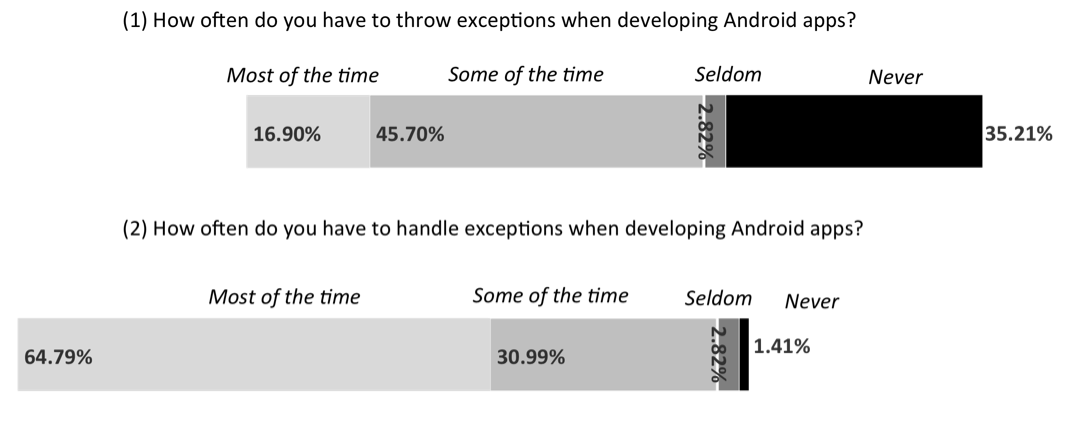 (1) How often do you have to throw exceptions when developing Android apps?
Most of the time Some of the time Seldom Never
16.90% 45.70% 2.82% 35.21%
(2) How often do you have to handle exceptions when developing Android apps?
Most of the time Some of the time Seldom Never
64.79% 30.99% 2.82% 1.41%